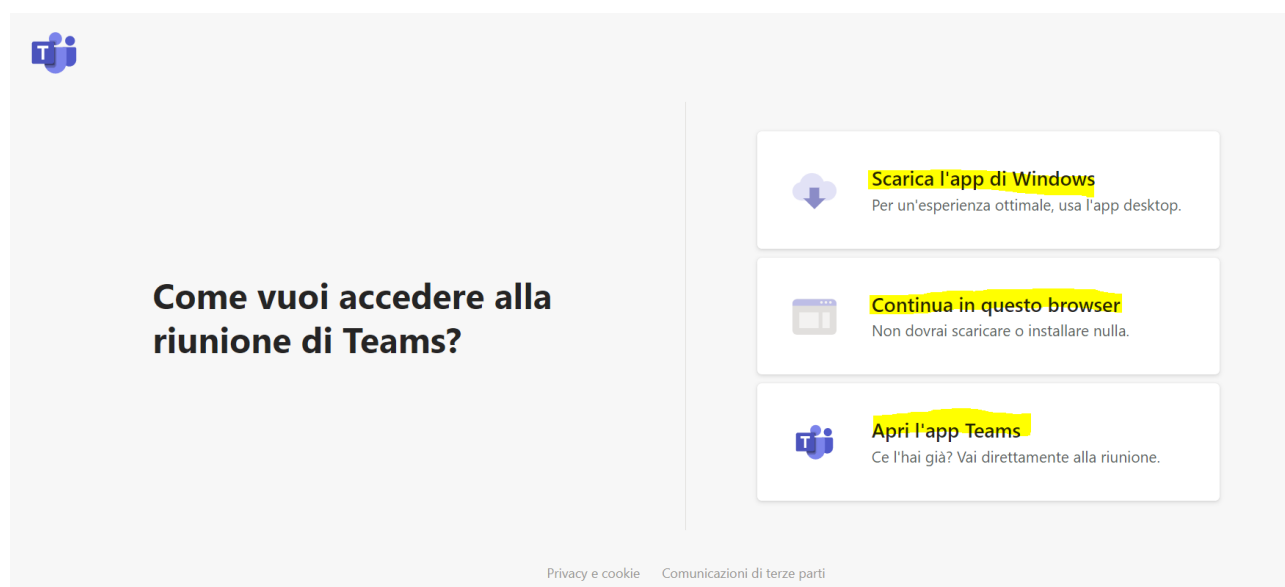 Come vuoi accedere alla
riunione di Teams?
Scarica l'app di Windows
Per un'esperienza ottimale, usa l'app desktop.
Continua in questo browser
Non dovrai scaricare o installare nulla.
Apri l'app Teams
Ce l'hai già? Vai direttamente alla riunione.
Privacy e cookie Comunicazioni di terze parti